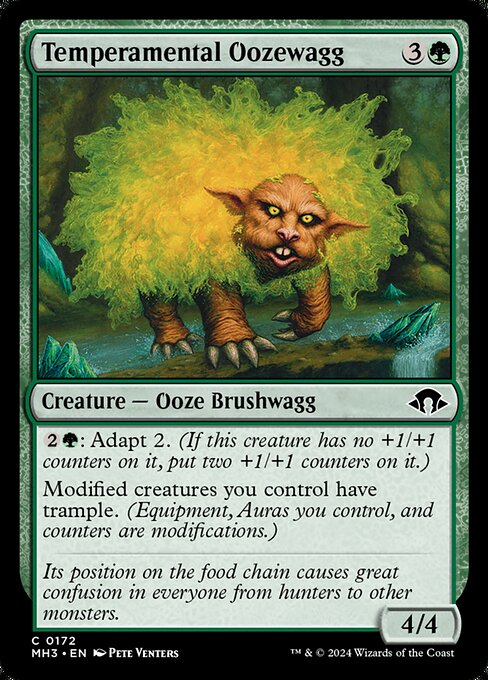 Temperamental Oozewagg 3
Creature — Ooze Brushwagg
2: Adapt 2. (If this creature has no +1/+1
counters on it, put two +1/+1 counters on it.)
Modified creatures you control have
trample. (Equipment, Auras you control, and
counters are modifications.)
Its position on the food chain causes great
confusion in everyone from hunters to other
monsters.
4/4
C 0172
MH3 • EN Pete Venters
™ & © 2024 Wizards of the Coast